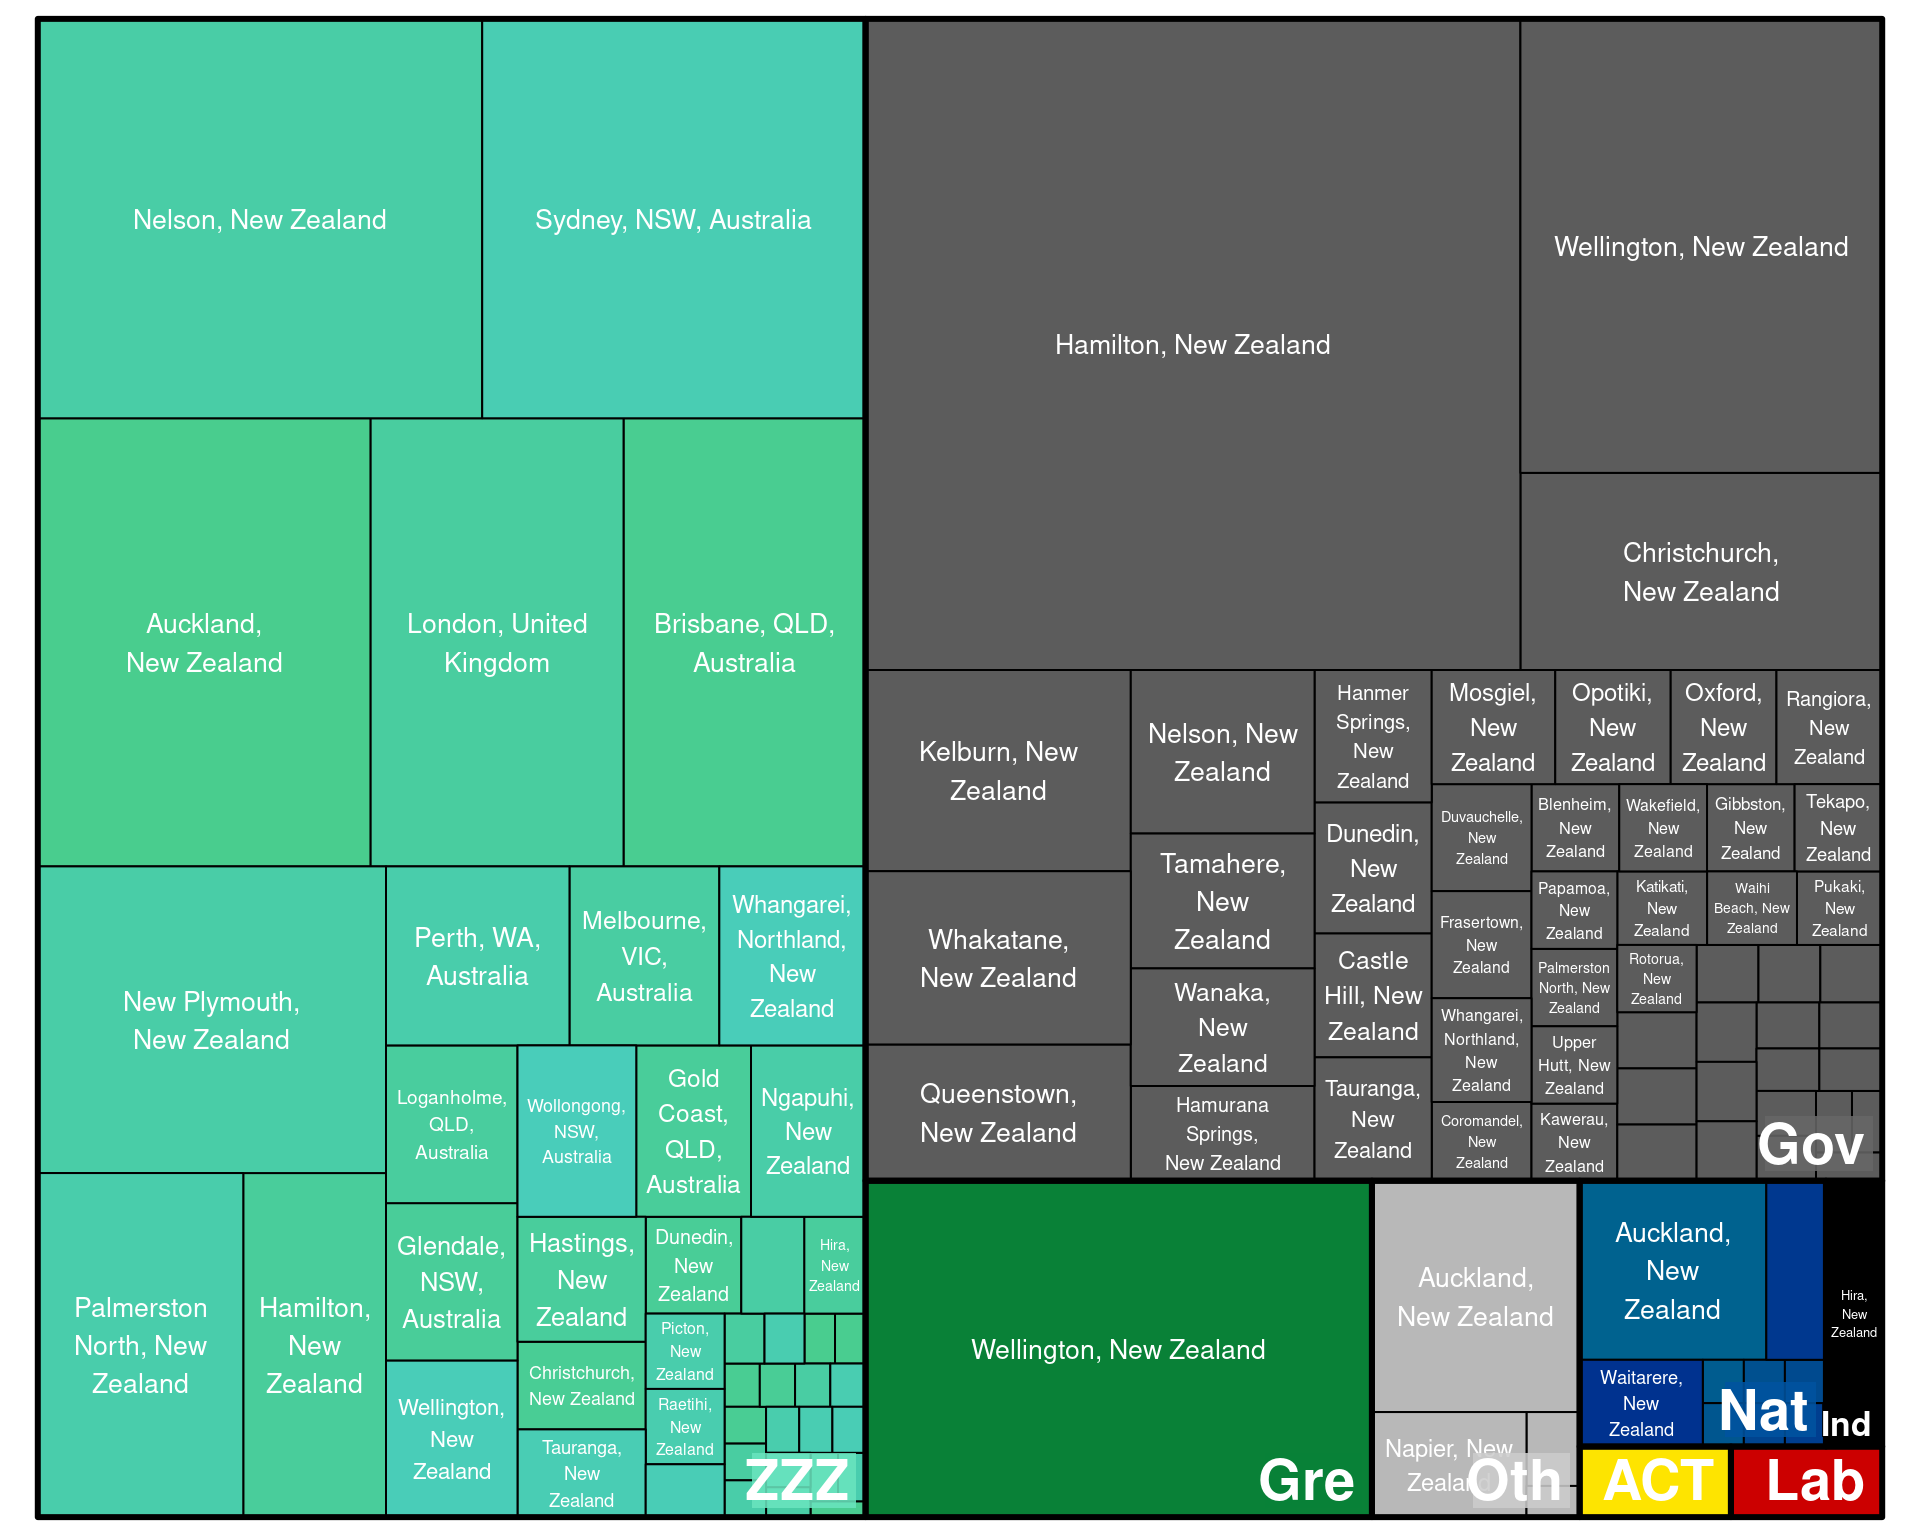 Nelson, New Zealand
Sydney, NSW, Australia
Auckland,
New Zealand
London, United
Kingdom
Brisbane, QLD,
Australia
New Plymouth,
New Zealand
Perth, WA,
Australia
Melbourne,
VIC,
Australia
Whangarei,
Northland,
New
Zealand
Loganholme,
QLD,
Australia
Wollongong,
NSW,
Australia
Gold
Coast,
QLD,
Australia
Ngapuhi,
New
Zealand
Palmerston
North, New
Zealand
Hamilton,
New
Zealand
Glendale,
NSW,
Australia
Hastings,
New
Zealand
Dunedin,
New
Zealand
Hira,
New
Zealand
Picton,
New
Zealand
Wellington,
New
Zealand
Christchurch,
New Zealand
Raetihi,
New
Zealand
Tauranga,
New
Zealand
ZZZ
Hamilton, New Zealand
Wellington, New Zealand
Christchurch,
New Zealand
Kelburn, New
Zealand
Nelson, New
Zealand
Hanmer
Springs,
New
Zealand
Mosgiel,
New
Zealand
Opotiki,
New
Zealand
Oxford,
New
Zealand
Rangiora,
New
Zealand
Whakatane,
New Zealand
Tamahere,
New
Zealand
Dunedin,
New
Zealand
Duvauchelle,
New
Zealand
Blenheim,
New
Zealand
Wakefield,
New
Zealand
Gibbston,
New
Zealand
Tekapo,
New
Zealand
Frasertown,
New
Zealand
Papamoa,
New
Zealand
Katikati,
New
Zealand
Waihi
Beach, New
Zealand
Pukaki,
New
Zealand
Castle
Hill, New
Zealand
Palmerston
North, New
Zealand
Rotorua,
New
Zealand
Queenstown,
New Zealand
Wanaka,
New
Zealand
Whangarei,
Northland,
New
Zealand
Upper
Hutt, New
Zealand
Tauranga,
New
Zealand
Hamurana
Springs,
New Zealand
Coromandel,
New
Zealand
Kawerau,
New
Zealand
Gov
Wellington, New Zealand
Gre
Auckland,
New Zealand
Napier, New
Zealand
Oth
Auckland,
New
Zealand
Waitarere,
New
Zealand
Nat
Hira,
New
Zealand
Ind
ACT
Lab